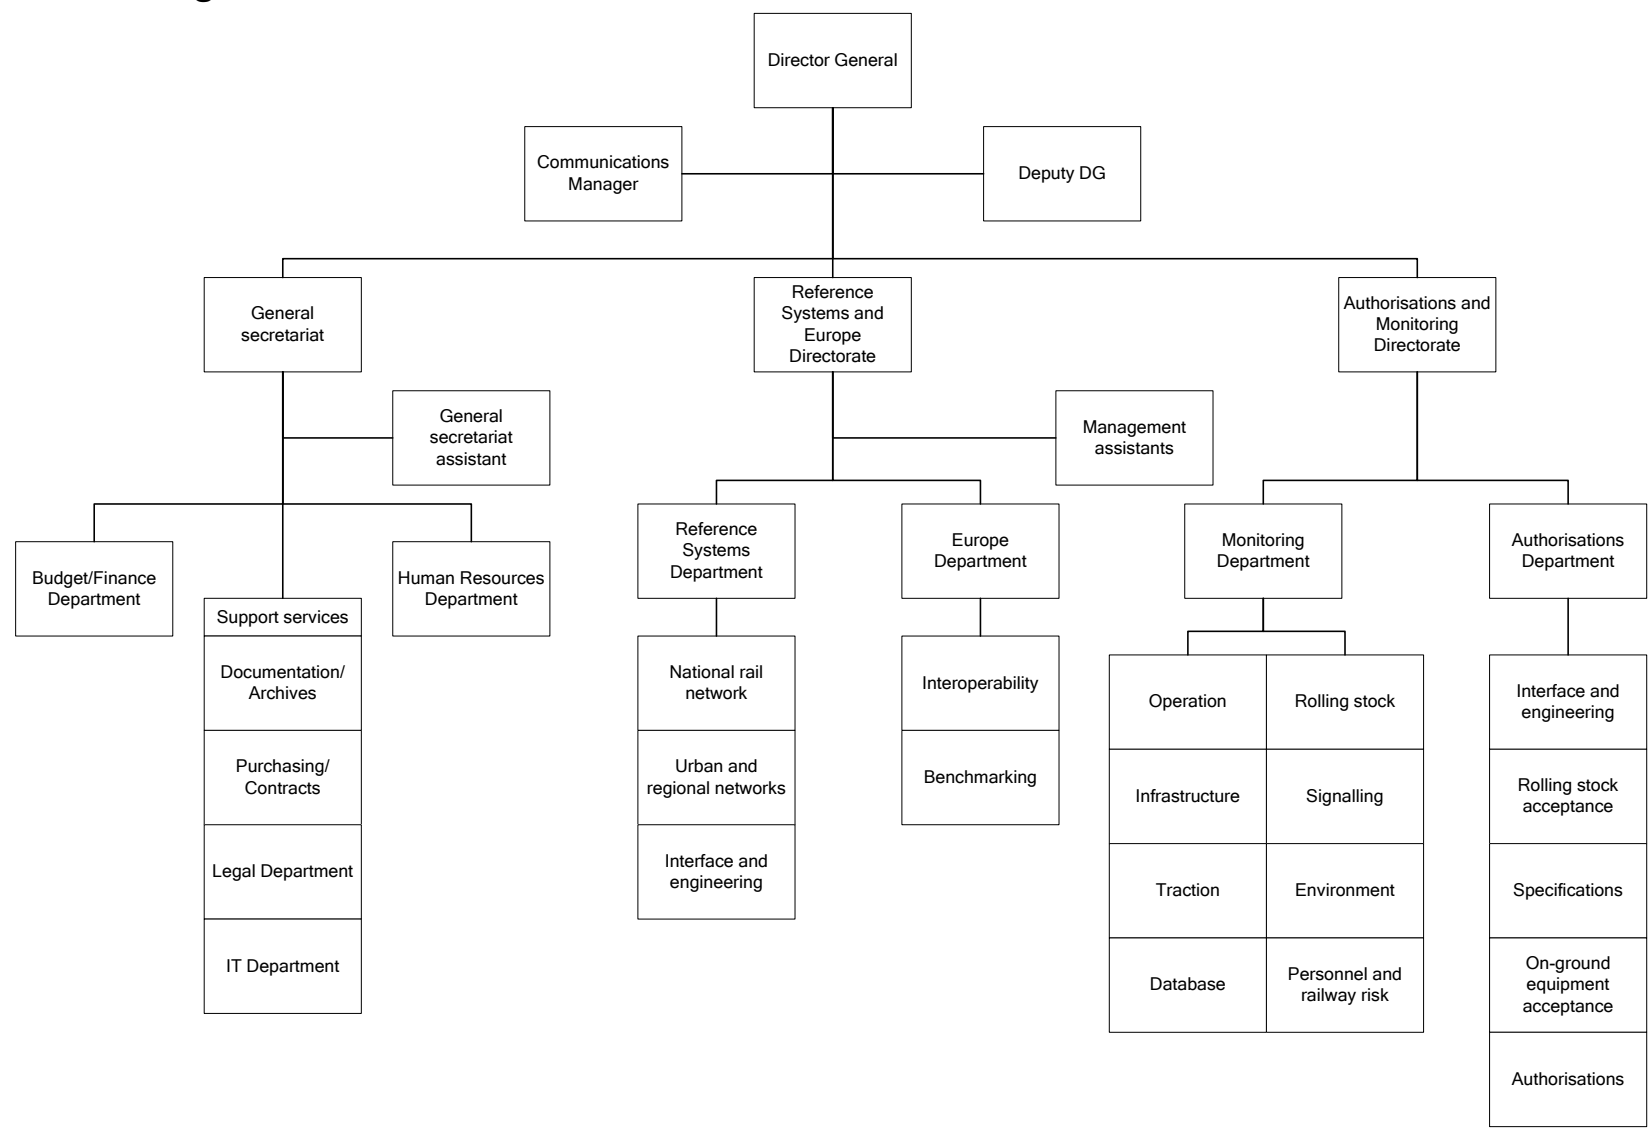 Director General
Communications
Manager
Deputy DG
General
secretariat
Reference
Systems and
Europe
Directorate
Authorisations and
Monitoring
Directorate
General
secretariat
assistant
Management
assistants
Budget/Finance
Department
Support services
Documentation/
Archives
Purchasing/
Contracts
Legal Department
IT Department
Human Resources
Department
Reference
Systems
Department
National rail
network
Urban and
regional networks
Interface and
engineering
Europe
Department
Interoperability
Benchmarking
Monitoring
Department
Operation
Rolling stock
Infrastructure
Signalling
Traction
Environment
Database
Personnel and
railway risk
Authorisations
Department
Interface and
engineering
Rolling stock
acceptance
Specifications
On-ground
equipment
acceptance
Authorisations